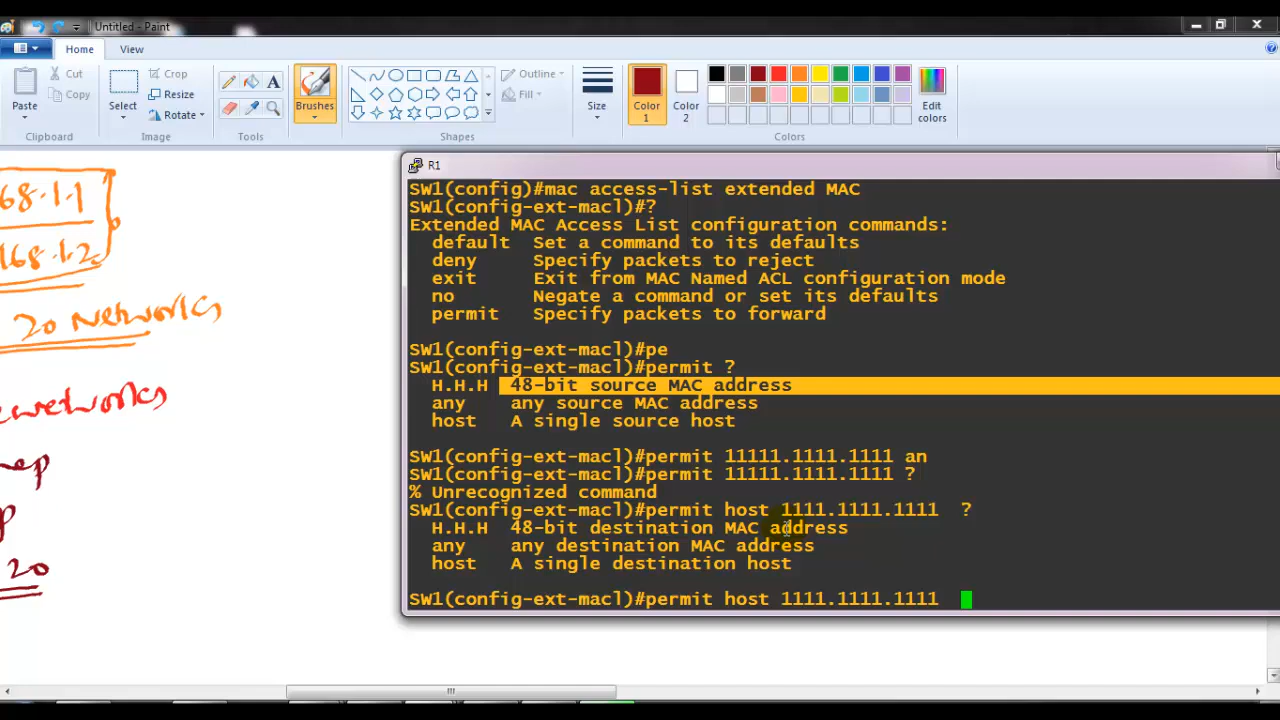 Untitled - Paint
Home View
Paste
Cut
Copy
Clipboard
Select
Crop
Resize
Rotate
Image
A
Tools
Brushes
Outline
Fill
Shapes
Size
Color 1
Color 2
Edit colors
Colors
68.1.1
168.1.2
20 Networks
R1
SW1(config)#mac access-list extended MAC
SW1(config-ext-macl)#?
Extended MAC Access List configuration commands:
default Set a command to its defaults
deny Specify packets to reject
exit Exit from MAC Named ACL configuration mode
no Negate a command or set its defaults
permit Specify packets to forward
SW1(config-ext-macl)#pe
SW1(config-ext-macl)#permit ?
H.H.H 48-bit source MAC address
any any source MAC address
host A single source host
SW1(config-ext-macl)#permit 11111.1111.1111 an
SW1(config-ext-macl)#permit 11111.1111.1111 ?
% Unrecognized command
SW1(config-ext-macl)#permit host 1111.1111.1111 ?
H.H.H 48-bit destination MAC address
any any destination MAC address
host A single destination host
SW1(config-ext-macl)#permit host 1111.1111.1111
20